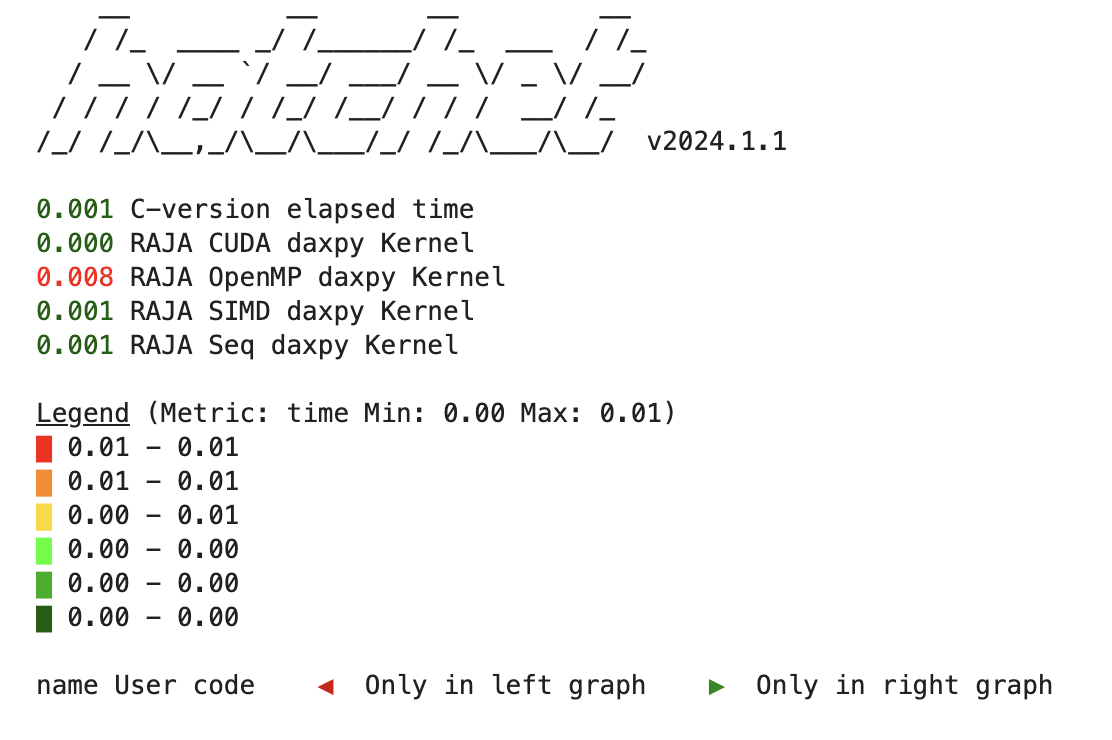 __          __       __         __
   / /_  ____ _/ /______/ /_  ___  / /_
  / __ \/ __ `/ __/ ___/ __ \/ _ \/ __/
 / / / / /_/ / /_/ /__/ / / /  __/ /_
/_/ /_/\__,_/\__/\___/_/ /_/\___/\__/  v2024.1.1

0.001 C-version elapsed time
0.000 RAJA CUDA daxpy Kernel
0.008 RAJA OpenMP daxpy Kernel
0.001 RAJA SIMD daxpy Kernel
0.001 RAJA Seq daxpy Kernel

Legend (Metric: time Min: 0.00 Max: 0.01)
█ 0.01 - 0.01
█ 0.01 - 0.01
█ 0.00 - 0.01
█ 0.00 - 0.00
█ 0.00 - 0.00
█ 0.00 - 0.00

name User code    ◀  Only in left graph    ▶  Only in right graph